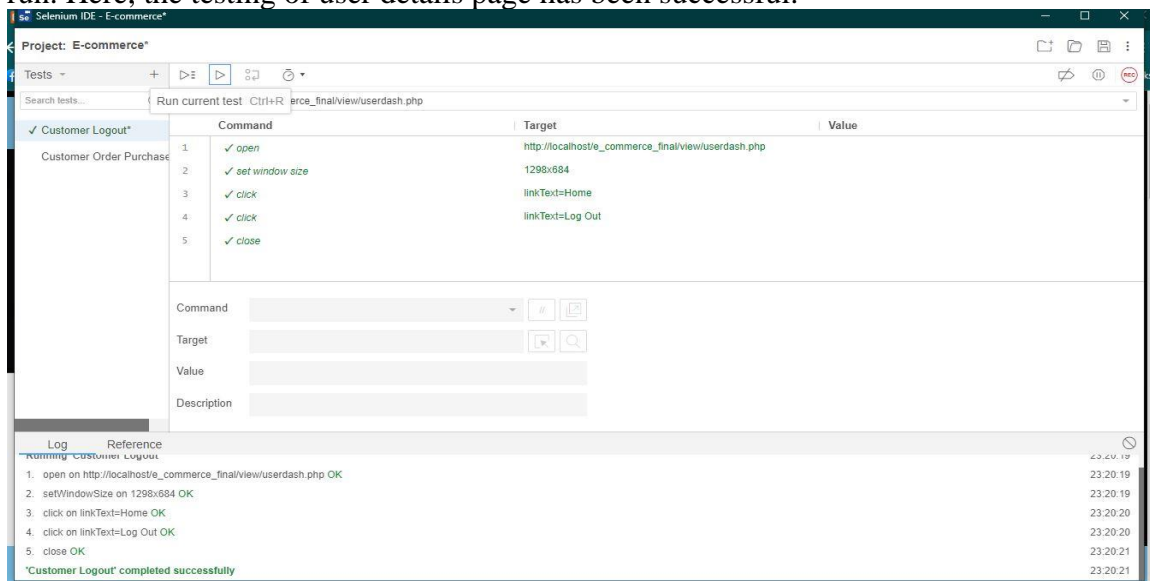 run. Here, the testing of user details page has been successful.
Selenium IDE - E-commerce*
Project: E-commerce*
Tests
Search tests...
Run current test Ctrl+R erce_final/view/userdash.php
Command Target Value
✓ Customer Logout*
Customer Order Purchase
1 ✓ open http://localhost/e_commerce_final/view/userdash.php
2 ✓ set window size 1298x684
3 ✓ click linkText=Home
4 ✓ click linkText=Log Out
5 ✓ close
REC
Command
//
Target
Value
Description
Log Reference
Running 'Customer Logout' 23:20:19
1. open on http://localhost/e_commerce_final/view/userdash.php OK 23:20:19
2. setWindowSize on 1298x684 OK 23:20:19
3. click on linkText=Home OK 23:20:20
4. click on linkText=Log Out OK 23:20:20
5. close OK 23:20:21
'Customer Logout' completed successfully 23:20:21